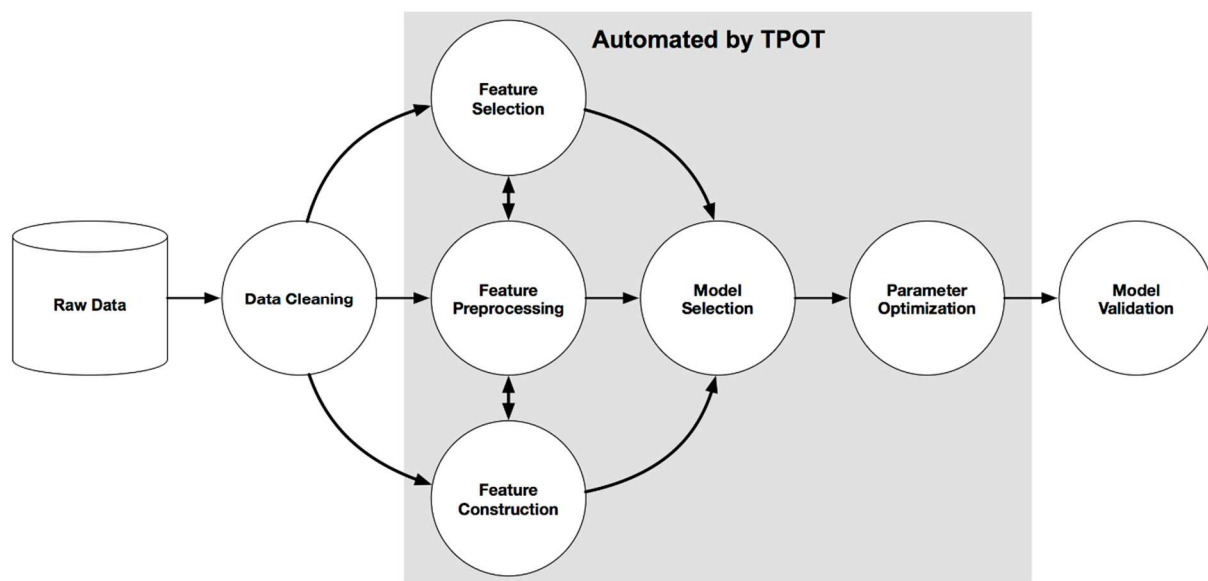 Automated by TPOT
Feature
Selection
Raw Data
Data Cleaning
Feature
Preprocessing
Model
Selection
Parameter
Optimization
Model
Validation
Feature
Construction